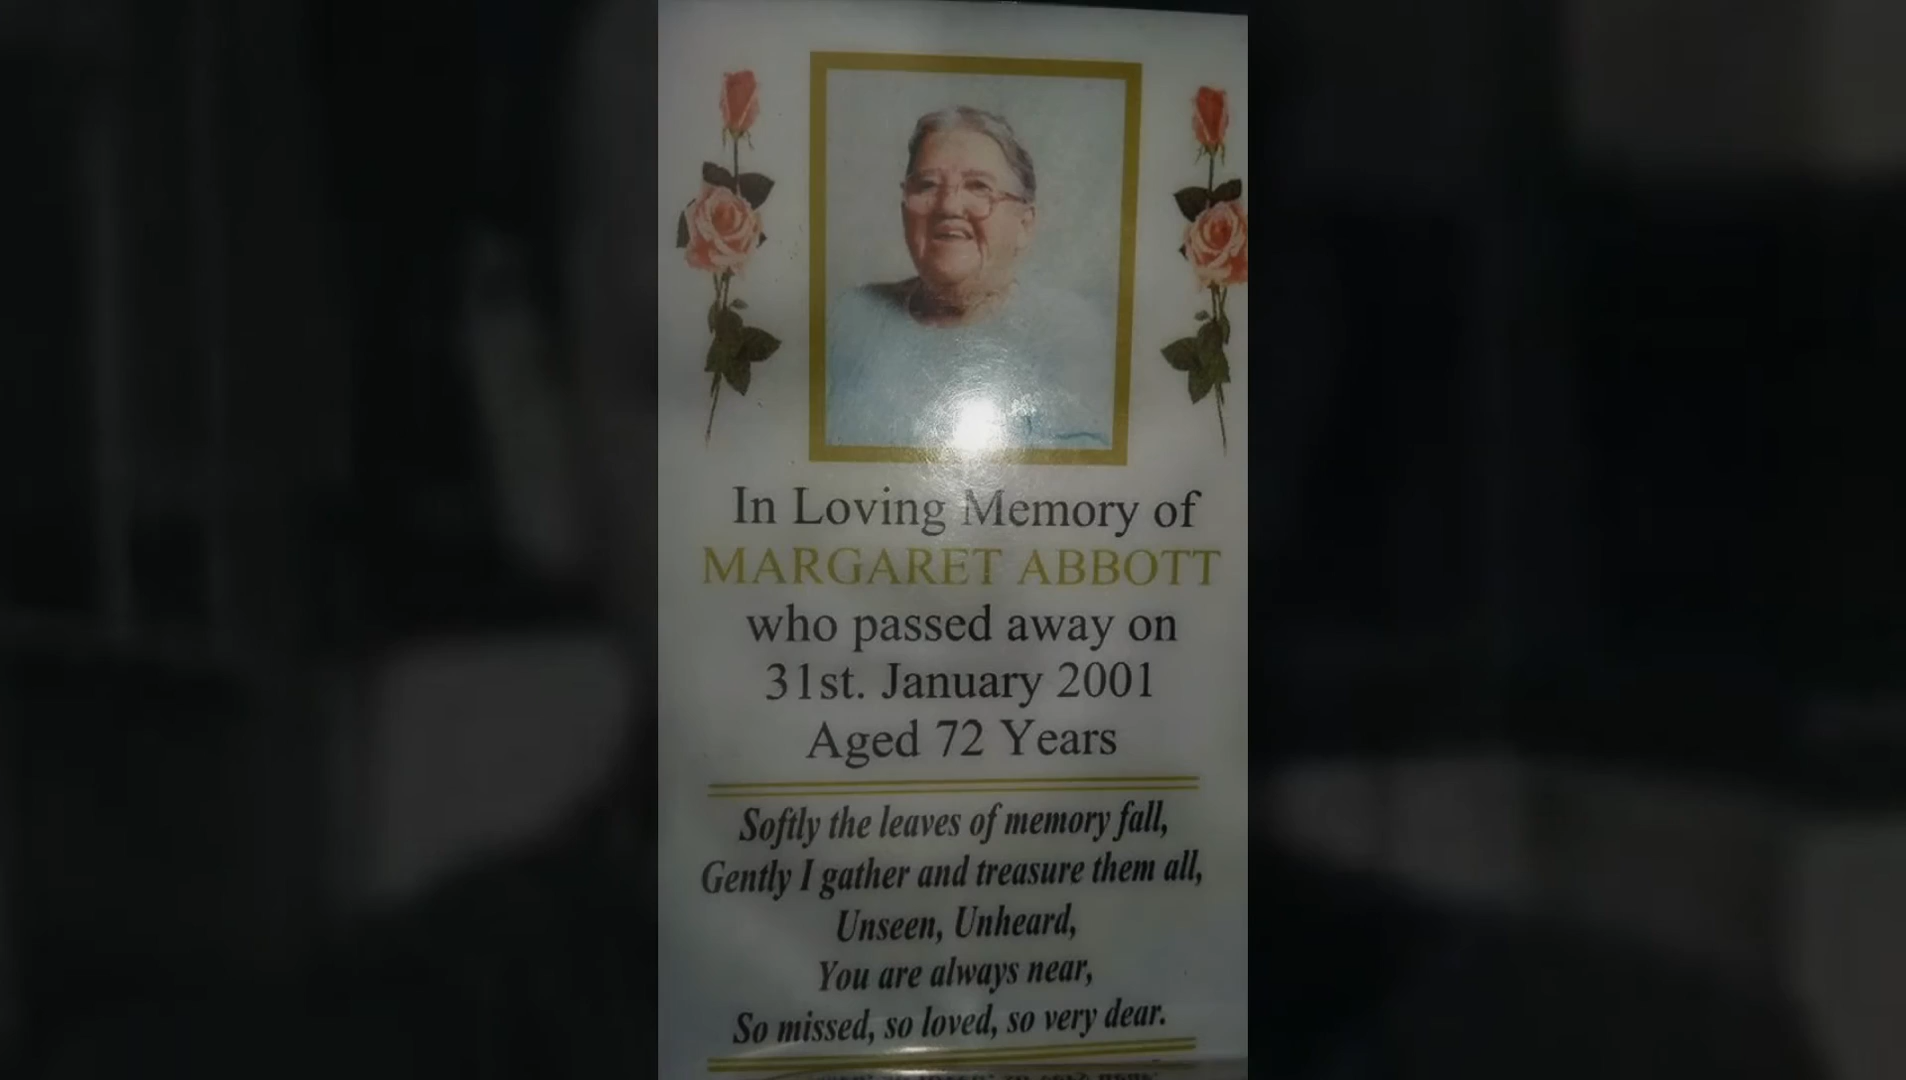 In Loving Memory of
MARGARET ABBOTT
who passed away on
31st. January 2001
Aged 72 Years
Softly the leaves of memory fall,
Gently I gather and treasure them all,
Unseen, Unheard,
You are always near,
So missed, so loved, so very dear.